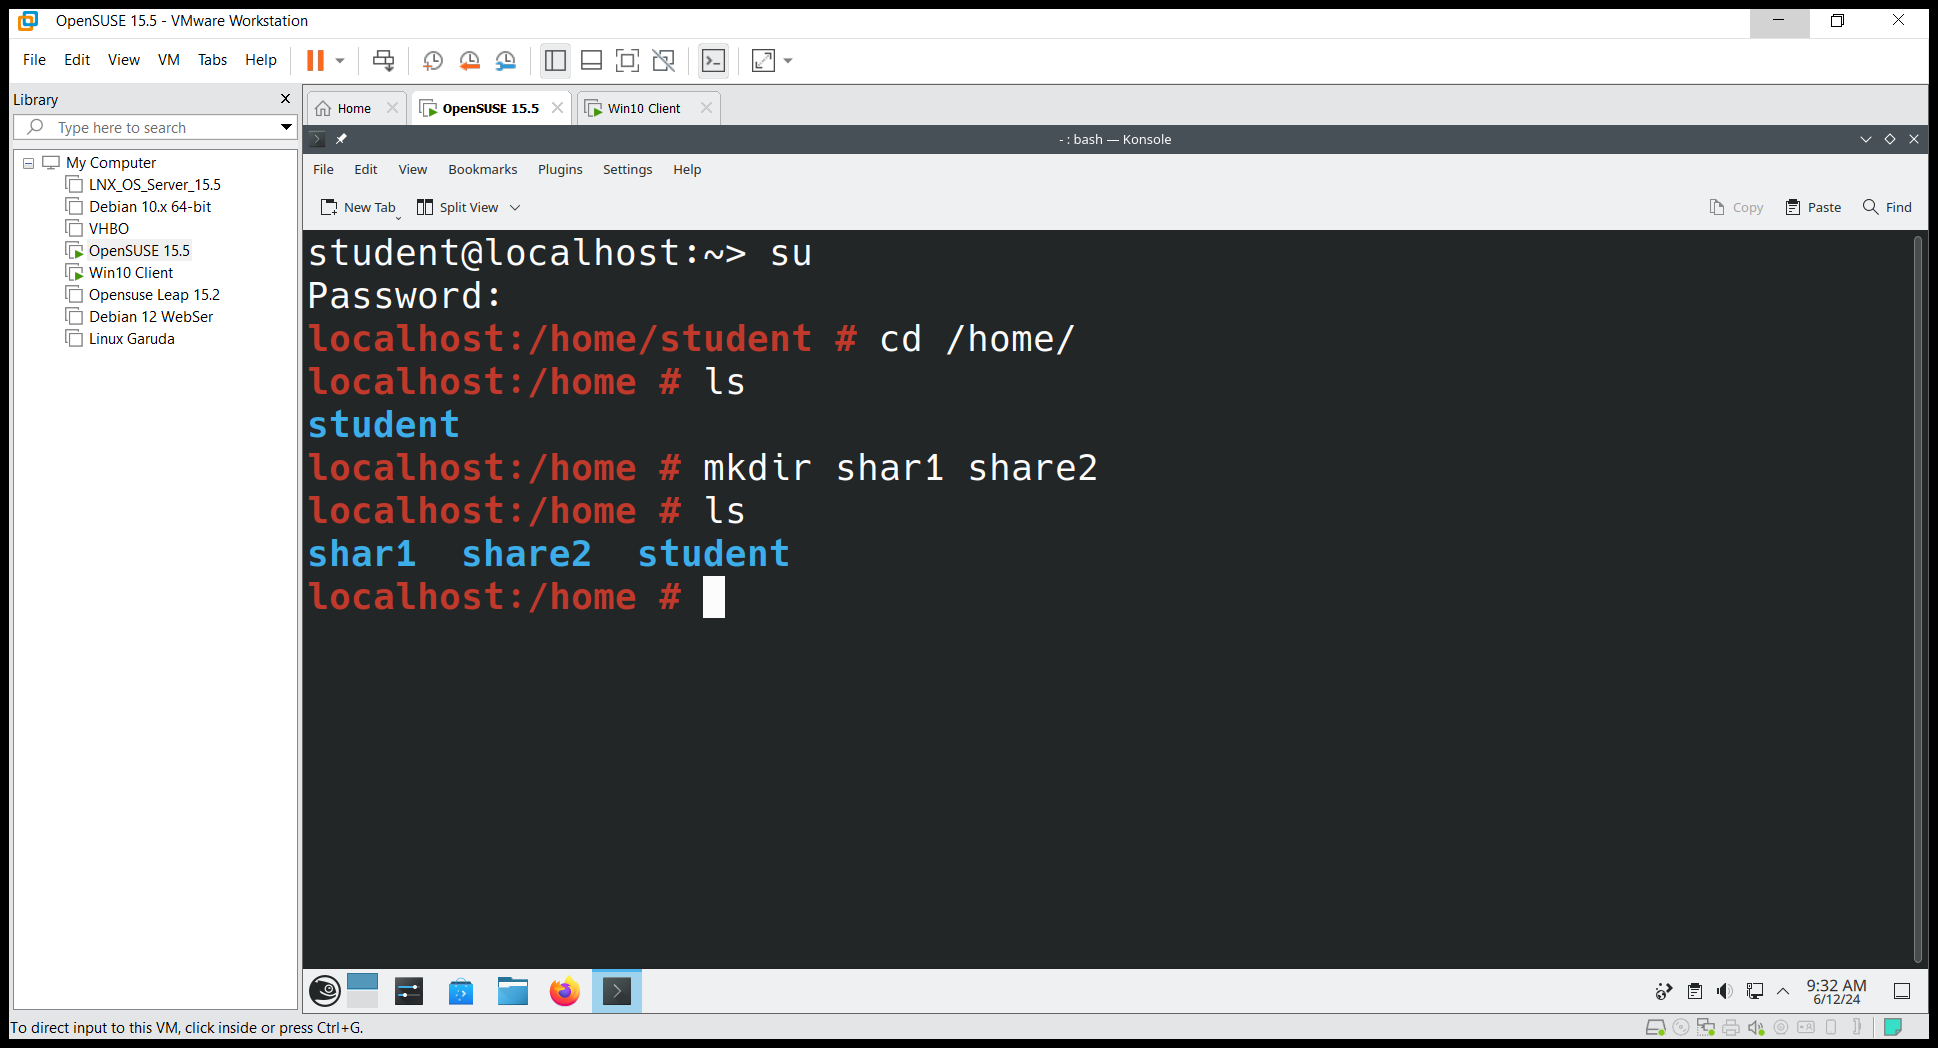 OpenSUSE 15.5 - VMware Workstation
File Edit View VM Tabs Help
Library
Type here to search
My Computer
LNX_OS_Server_15.5
Debian 10.x 64-bit
VHBO
OpenSUSE 15.5
Win10 Client
Opensuse Leap 15.2
Debian 12 WebSer
Linux Garuda
Home OpenSUSE 15.5 Win10 Client
- : bash — Konsole
File Edit View Bookmarks Plugins Settings Help
New Tab Split View Copy Paste Find
student@localhost:~> su
Password:
localhost:/home/student # cd /home/
localhost:/home # ls
student
localhost:/home # mkdir shar1 share2
localhost:/home # ls
shar1 share2 student
localhost:/home #
9:32 AM
6/12/24
To direct input to this VM, click inside or press Ctrl+G.